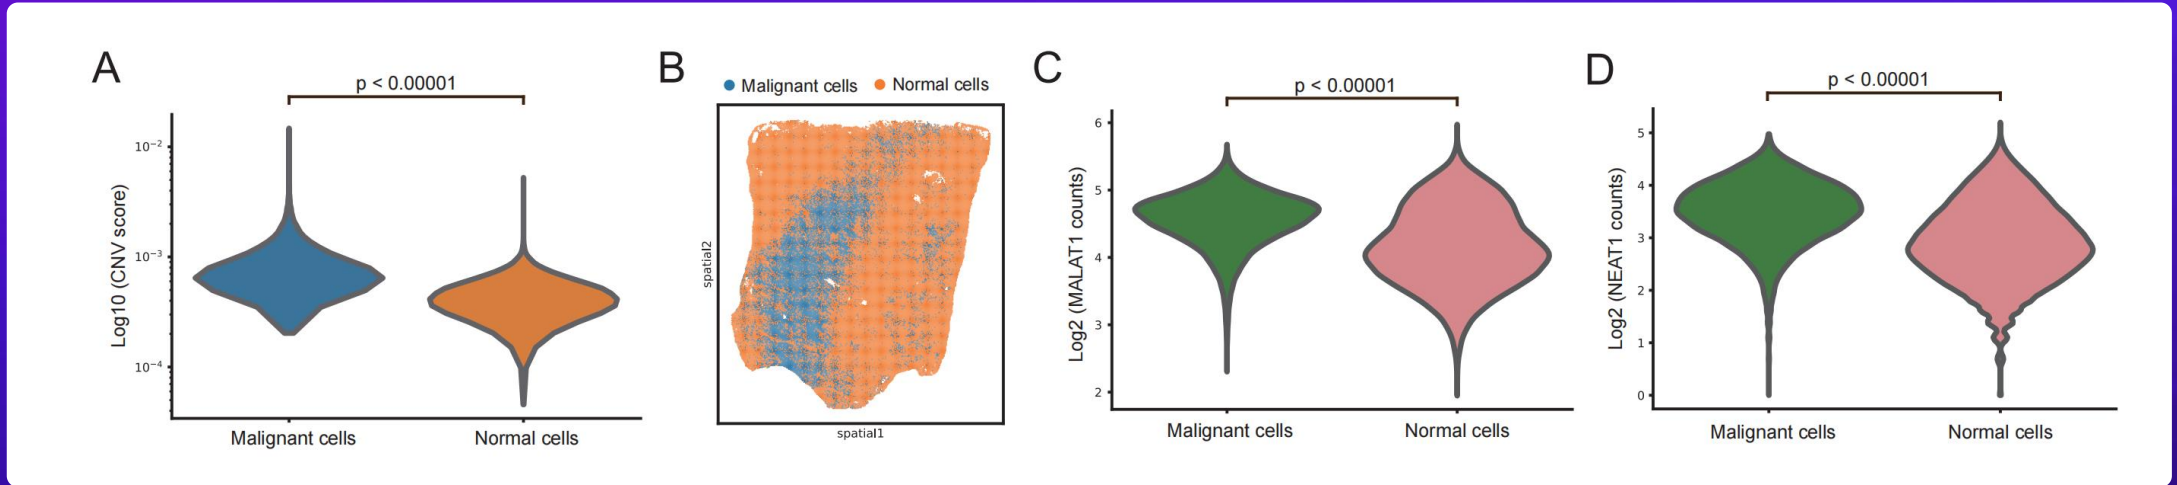 A
p < 0.00001
Log10 (CNV score)
10⁻²
10⁻³
10⁻⁴
Malignant cells
Normal cells
B
Malignant cells
Normal cells
spatial2
spatial1
C
p < 0.00001
Log2 (MALAT1 counts)
6
5
4
3
2
Malignant cells
Normal cells
D
p < 0.00001
Log2 (NEAT1 counts)
5
4
3
2
1
0
Malignant cells
Normal cells